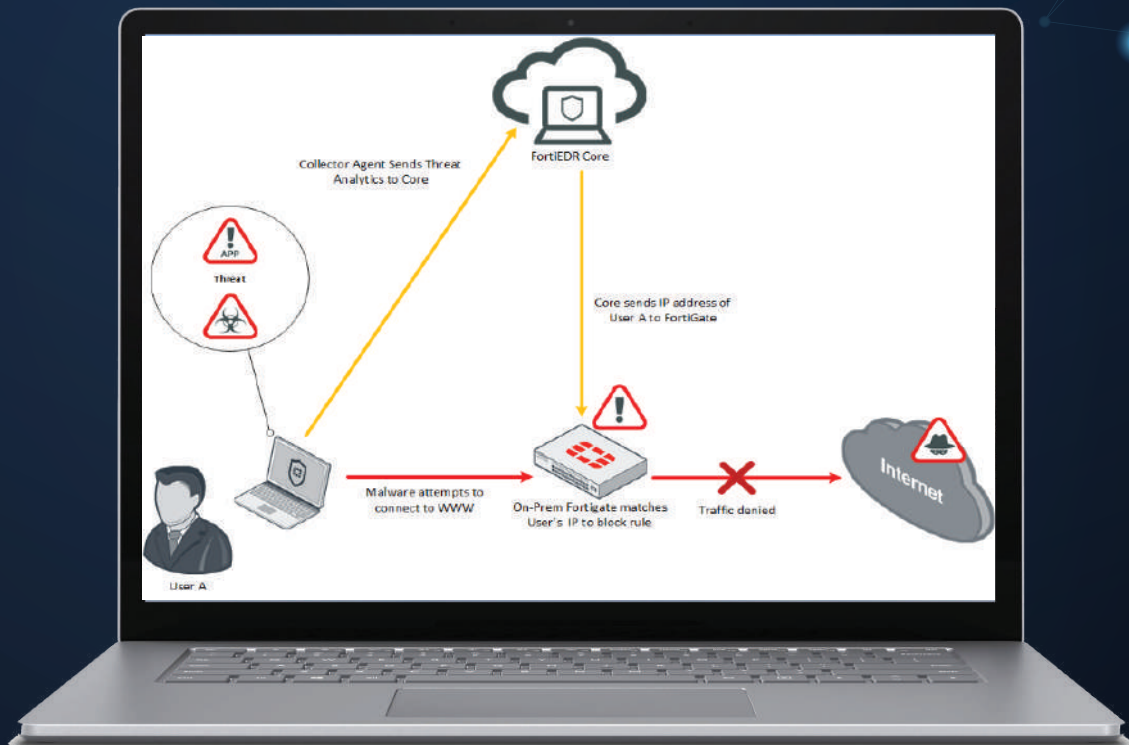 FortiEDR Core
Collector Agent Sends Threat
Analytics to Core
APP
Threat
Core sends IP address of
User A to FortiGate
Malware attempts to
connect to WWW
On-Prem Fortigate matches
User's IP to block rule
Traffic denied
Internet
User A